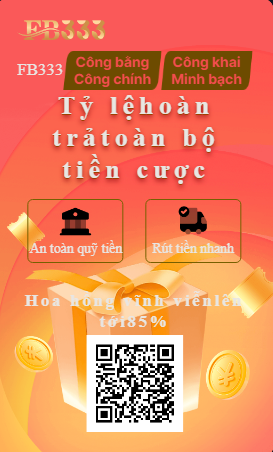 FB333
FB333
Công bằng
Công chính
Công khai
Minh bạch
Tỷ lệhoàn
trảtoàn bộ
tiền cược
An toàn quỹ tiền
Rút tiền nhanh
Hoa hồng vĩnh viễnlên
tới85%